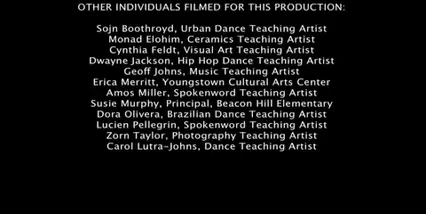 OTHER INDIVIDUALS FILMED FOR THIS PRODUCTION:
Sojn Boothroyd, Urban Dance Teaching Artist
Monad Elohim, Ceramics Teaching Artist
Cynthia Feldt, Visual Art Teaching Artist
Dwayne Jackson, Hip Hop Dance Teaching Artist
Geoff Johns, Music Teaching Artist
Erica Merritt, Youngstown Cultural Arts Center
Amos Miller, Spokenword Teaching Artist
Susie Murphy, Principal, Beacon Hill Elementary
Dora Olivera, Brazilian Dance Teaching Artist
Lucien Pellegrin, Spokenword Teaching Artist
Zorn Taylor, Photography Teaching Artist
Carol Lutra-Johns, Dance Teaching Artist